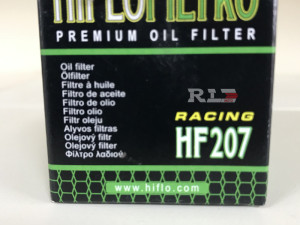 HIFLOFILTRO
PREMIUM OIL FILTER
Oil filter
Ölfilter
Filtre à huile
Filtro de aceite
Filtro de olio
Filtro olio
Filtr oleju
Alyvos filtras
Olejový filtr
Olejový filter
Φίλτρο λαδιού
RACING
HF207
www.hiflo.com